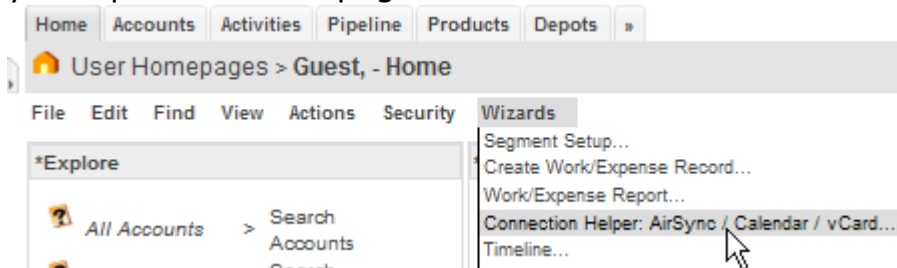 Home Accounts Activities Pipeline Products Depots »
User Homepages > Guest, - Home
File Edit Find View Actions Security Wizards
Segment Setup...
*Explore
Create Work/Expense Record...
Work/Expense Report...
All Accounts > Search Accounts
Connection Helper: AirSync / Calendar / vCard...
Timeline...